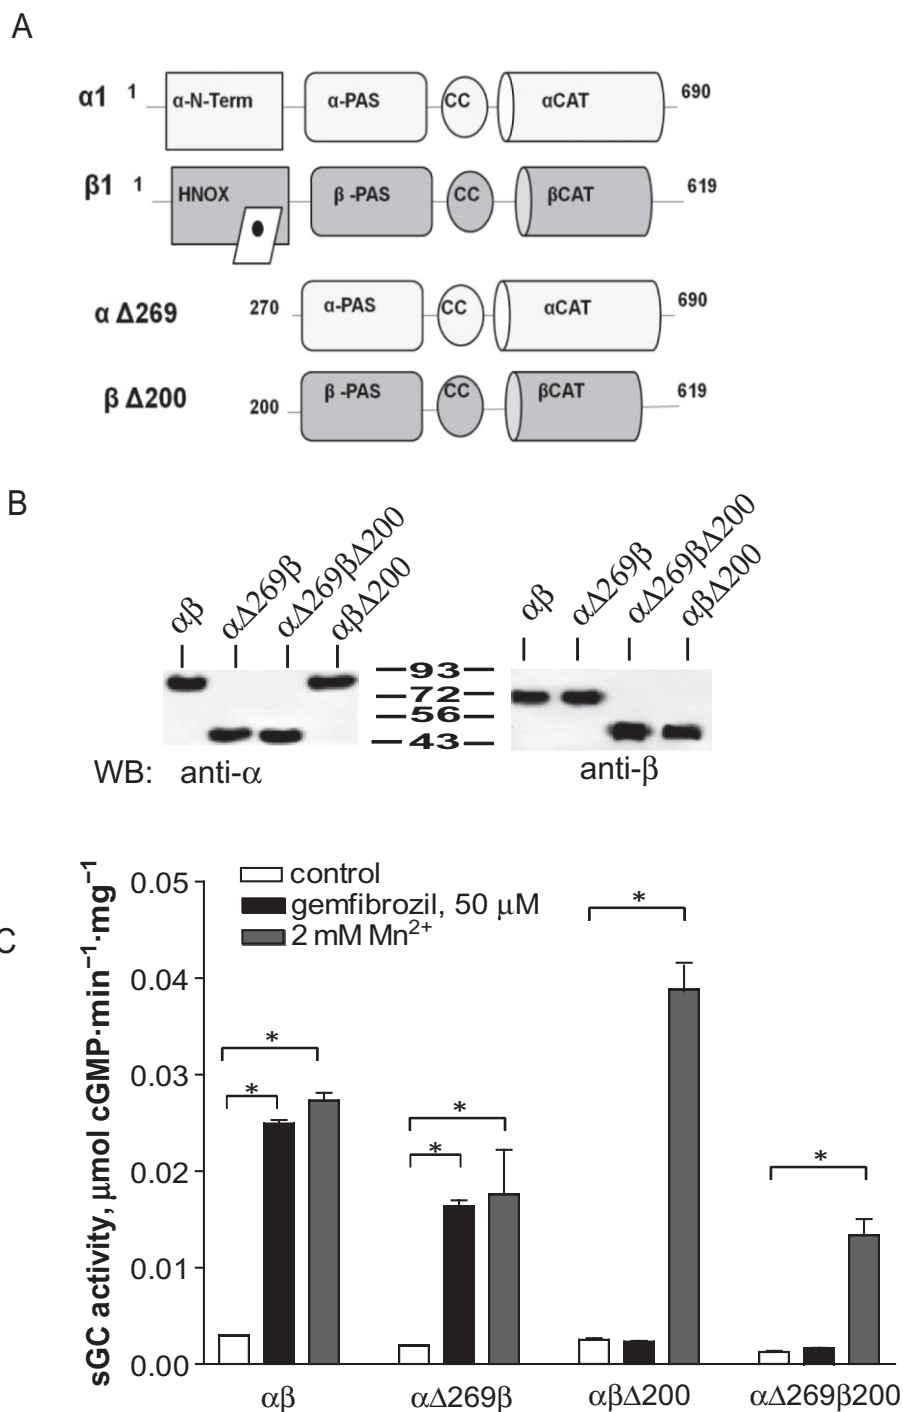 A
α1 1 α-N-Term α-PAS CC αCAT 690
β1 1 HNOX β -PAS CC βCAT 619
α Δ269 270 α-PAS CC αCAT 690
β Δ200 200 β -PAS CC βCAT 619
B
αβ αΔ269β αΔ269βΔ200 αβΔ200 αβ αΔ269β αΔ269βΔ200 αβΔ200
93
72
56
43
WB: anti-α anti-β
C
control
gemfibrozil, 50 μM
2 mM Mn²⁺
sGC activity, μmol cGMP·min⁻¹·mg⁻¹
0.05
0.04
0.03
0.02
0.01
0.00
* * * * * *
αβ αΔ269β αβΔ200 αΔ269β200